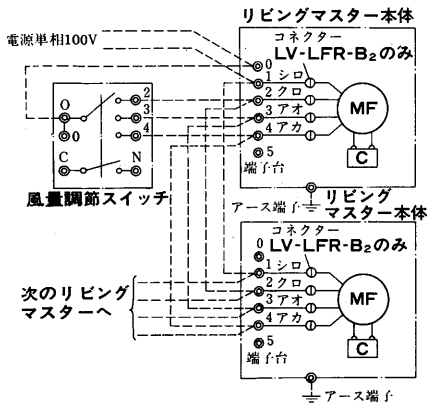 リビングマスター本体
電源単相100V
コネクター
LV-LFR-B2のみ
0
1 シロ
2 クロ
3 アオ
4 アカ
5
端子台
MF
C
O
0
C
2
3
4
N
風量調節スイッチ
アース端子
リビング
マスター本体
コネクター
LV-LFR-B2のみ
0
1 シロ
2 クロ
3 アオ
4 アカ
5
端子台
MF
C
次のリビング
マスターへ
アース端子